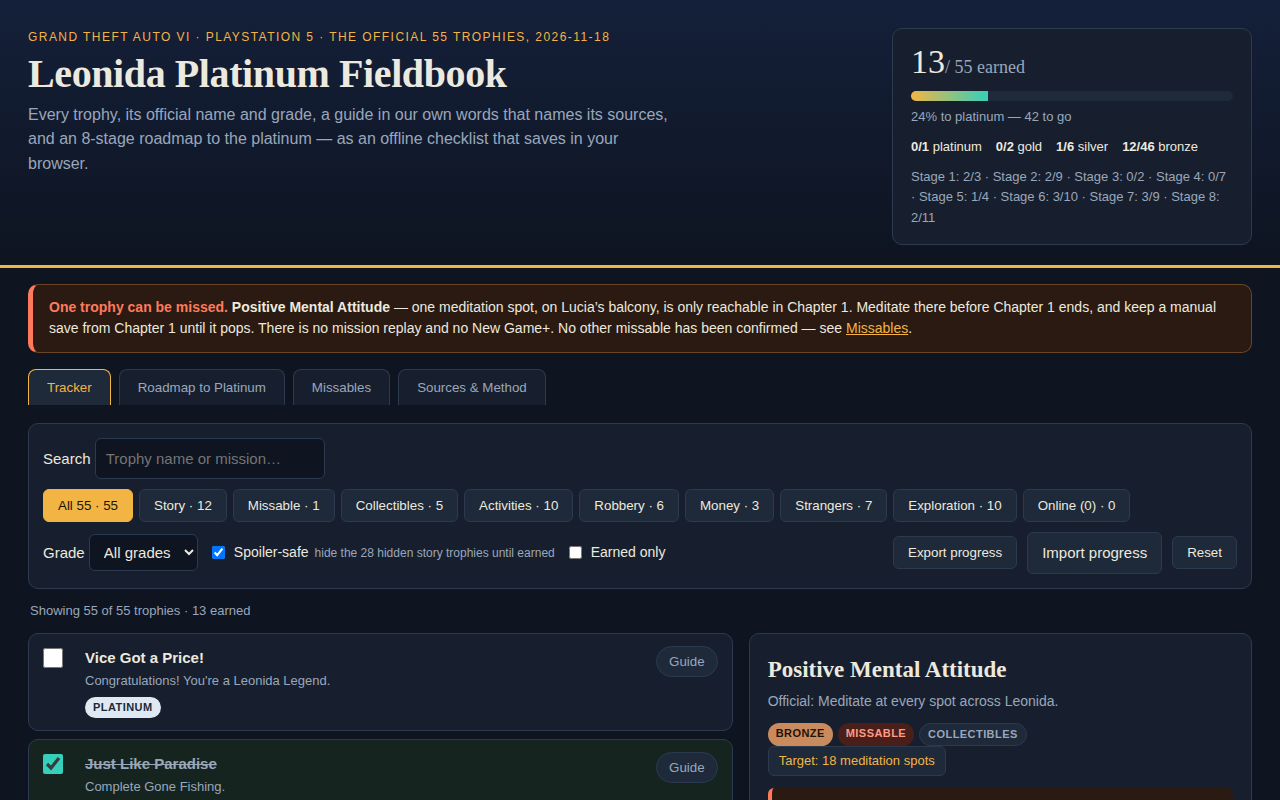 GRAND THEFT AUTO VI · PLAYSTATION 5 · THE OFFICIAL 55 TROPHIES, 2026-11-18
Leonida Platinum Fieldbook
Every trophy, its official name and grade, a guide in our own words that names its sources,
and an 8-stage roadmap to the platinum — as an offline checklist that saves in your
browser.
13/ 55 earned
24% to platinum — 42 to go
0/1 platinum 0/2 gold 1/6 silver 12/46 bronze
Stage 1: 2/3 · Stage 2: 2/9 · Stage 3: 0/2 · Stage 4: 0/7
· Stage 5: 1/4 · Stage 6: 3/10 · Stage 7: 3/9 · Stage 8:
2/11
One trophy can be missed. Positive Mental Attitude — one meditation spot, on Lucia's balcony, is only reachable in Chapter 1. Meditate there before Chapter 1 ends, and keep a manual
save from Chapter 1 until it pops. There is no mission replay and no New Game+. No other missable has been confirmed — see Missables.
Tracker
Roadmap to Platinum
Missables
Sources & Method
Search Trophy name or mission…
All 55 · 55
Story · 12
Missable · 1
Collectibles · 5
Activities · 10
Robbery · 6
Money · 3
Strangers · 7
Exploration · 10
Online (0) · 0
Grade All grades
Spoiler-safe hide the 28 hidden story trophies until earned
Earned only
Export progress
Import progress
Reset
Showing 55 of 55 trophies · 13 earned
Vice Got a Price!
Congratulations! You're a Leonida Legend.
PLATINUM
Guide
Just Like Paradise
Complete Gone Fishing.
Guide
Positive Mental Attitude
Official: Meditate at every spot across Leonida.
BRONZE
MISSABLE
COLLECTIBLES
Target: 18 meditation spots